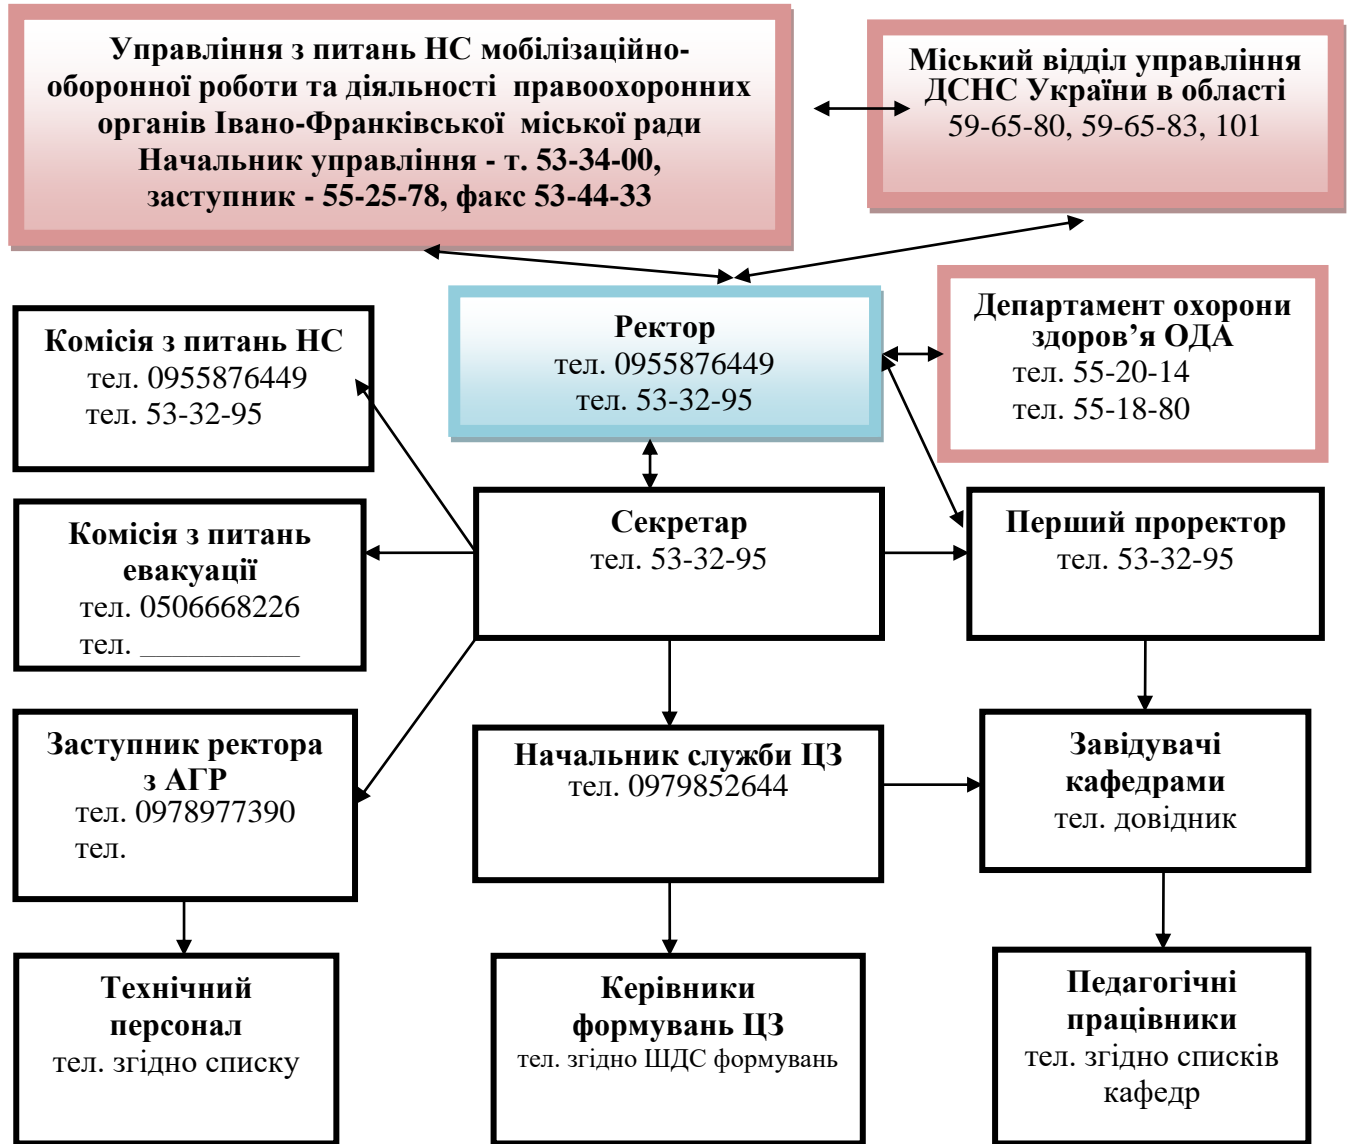 Управління з питань НС мобілізаційно-
оборонної роботи та діяльності правоохоронних
органів Івано-Франківської міської ради
Начальник управління - т. 53-34-00,
заступник - 55-25-78, факс 53-44-33
Міський відділ управління
ДСНС України в області
59-65-80, 59-65-83, 101
Комісія з питань НС
тел. 0955876449
тел. 53-32-95
Ректор
тел. 0955876449
тел. 53-32-95
Департамент охорони
здоров’я ОДА
тел. 55-20-14
тел. 55-18-80
Комісія з питань
евакуації
тел. 0506668226
тел. __________
Секретар
тел. 53-32-95
Перший проректор
тел. 53-32-95
Заступник ректора
з АГР
тел. 0978977390
тел.
Начальник служби ЦЗ
тел. 0979852644
Завідувачі
кафедрами
тел. довідник
Технічний
персонал
тел. згідно списку
Керівники
формувань ЦЗ
тел. згідно ШДС формувань
Педагогічні
працівники
тел. згідно списків
кафедр